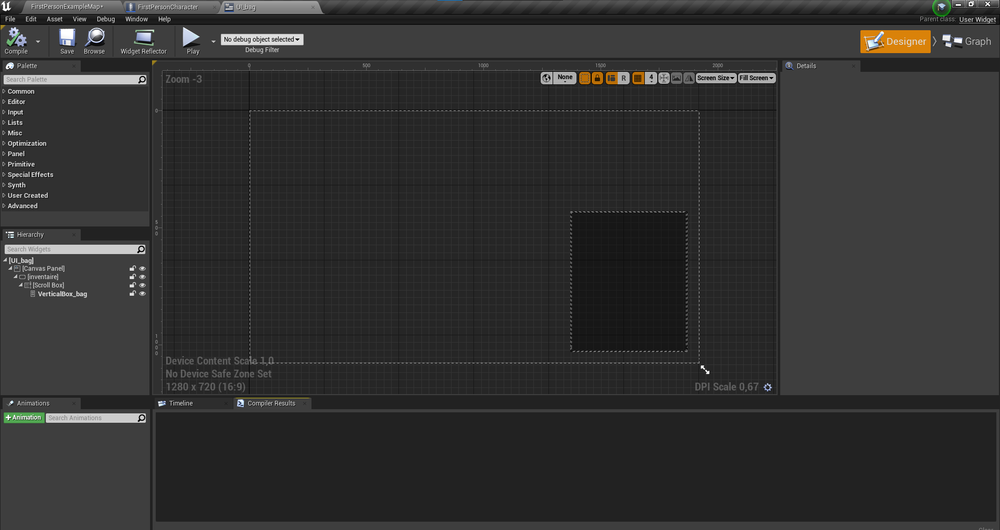 FirstPersonExampleMap*
FirstPersonCharacter
UI_bag
File Edit Asset View Debug Window Help
Parent class: User Widget
Compile
Save
Browse
Widget Reflector
Play
No debug object selected
Debug Filter
Designer
Graph
Palette
Search Palette
Common
Editor
Input
Lists
Misc
Optimization
Panel
Primitive
Special Effects
Synth
User Created
Advanced
Hierarchy
Search Widgets
[UI_bag]
[Canvas Panel]
[inventaire]
[Scroll Box]
VerticalBox_bag
0 500 1000 1500 2000
Zoom -3
None
R
4
Screen Size
Fill Screen
0
500
1000
Device Content Scale 1,0
No Device Safe Zone Set
1280 x 720 (16:9)
DPI Scale 0,67
Details
Animations
+Animation
Search Animations
Timeline
Compiler Results
Clear